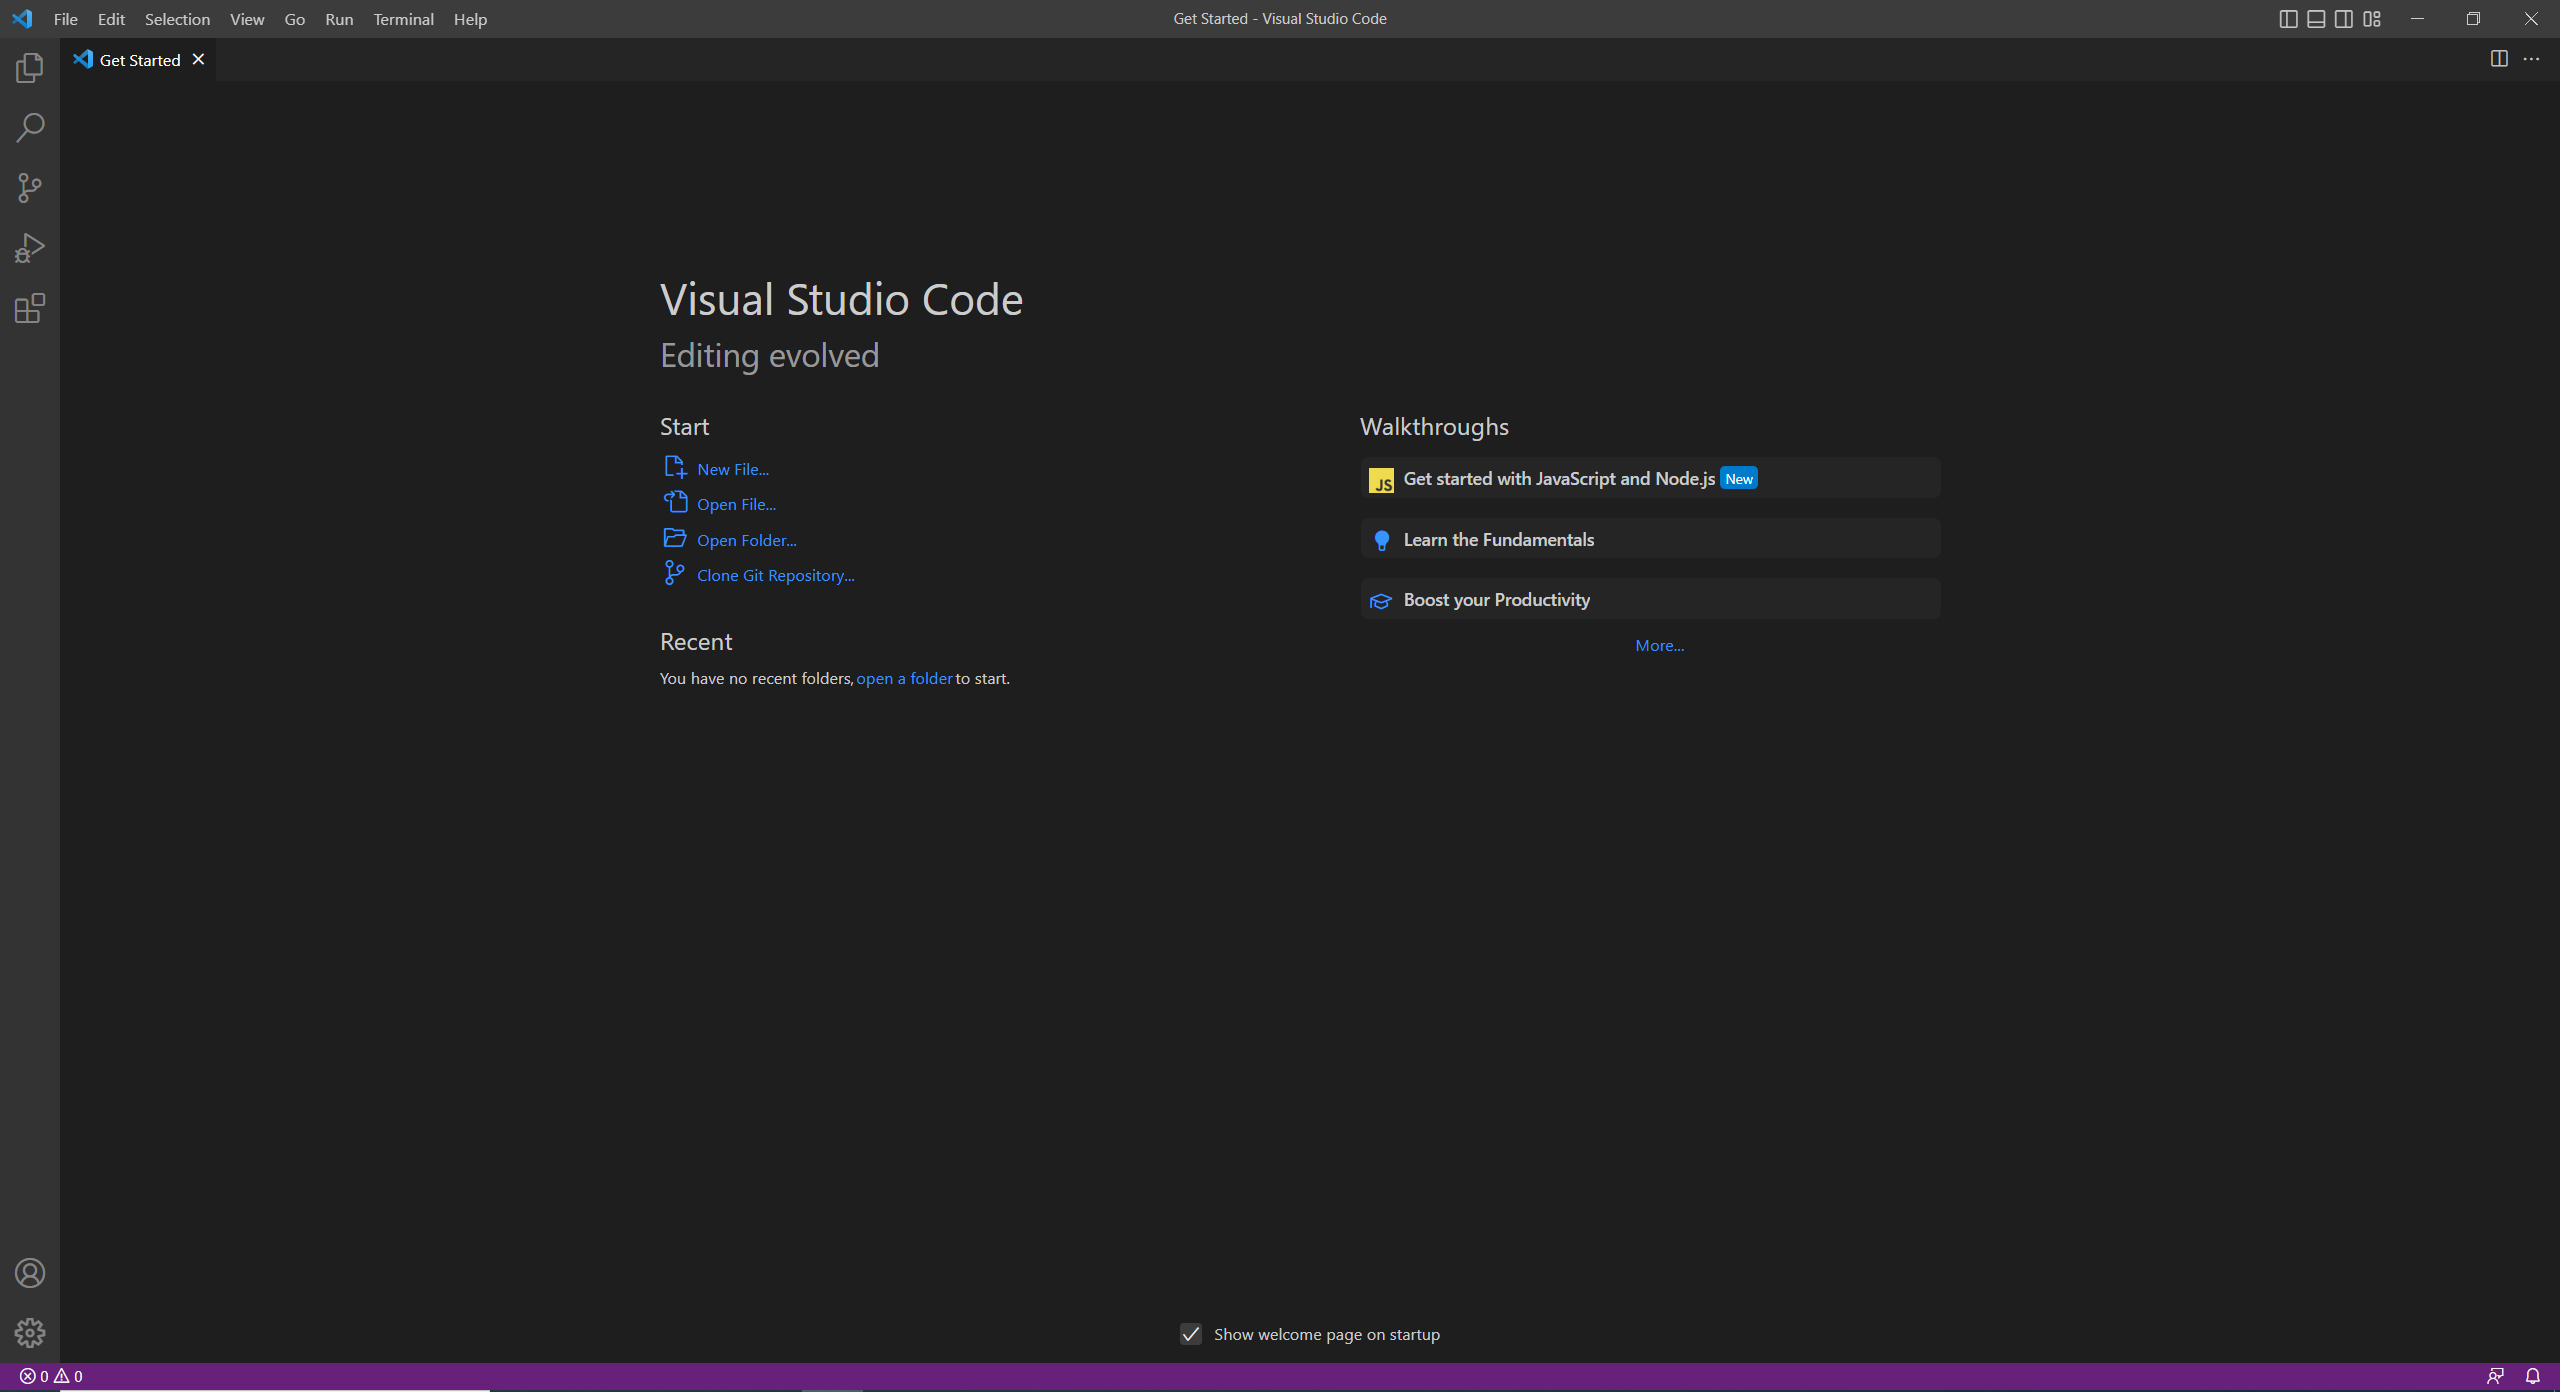 File Edit Selection View Go Run Terminal Help
Get Started - Visual Studio Code
Get Started
Visual Studio Code
Editing evolved
Start
New File...
Open File...
Open Folder...
Clone Git Repository...
Recent
You have no recent folders, open a folder to start.
Walkthroughs
JS Get started with JavaScript and Node.js New
Learn the Fundamentals
Boost your Productivity
More...
Show welcome page on startup
0 0